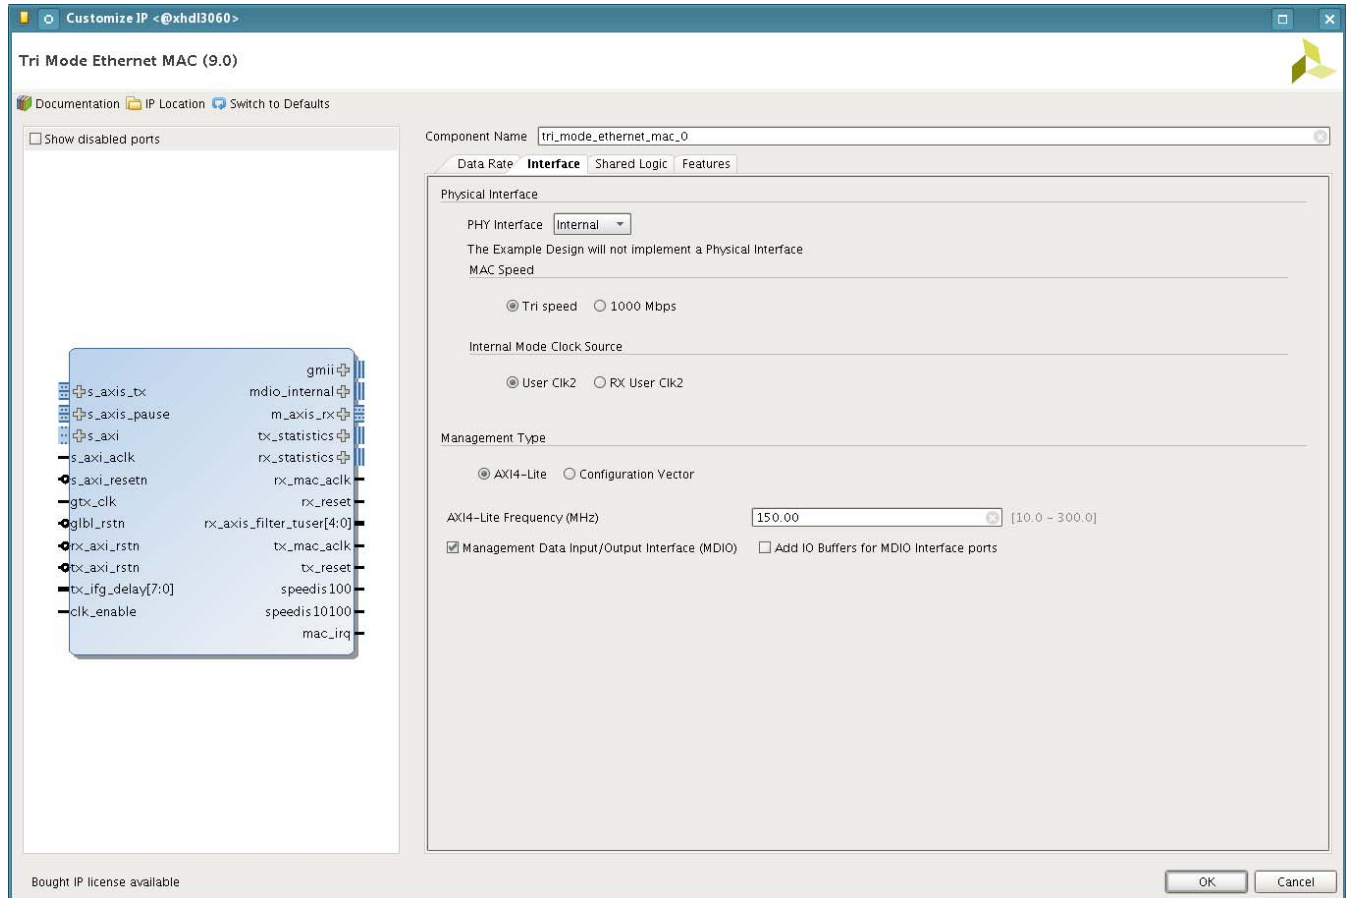 Customize IP <@xhdl3060>
Tri Mode Ethernet MAC (9.0)
Documentation IP Location Switch to Defaults
Show disabled ports
gmii
s_axis_tx mdio_internal
s_axis_pause m_axis_rx
s_axi tx_statistics
s_axi_aclk rx_statistics
s_axi_resetn rx_mac_aclk
gtx_clk rx_reset
glbl_rstn rx_axis_filter_tuser[4:0]
rx_axi_rstn tx_mac_aclk
tx_axi_rstn tx_reset
tx_ifg_delay[7:0] speedis100
clk_enable speedis10100
mac_irq
Component Name tri_mode_ethernet_mac_0
Data Rate Interface Shared Logic Features
Physical Interface
PHY Interface Internal
The Example Design will not implement a Physical Interface
MAC Speed
Tri speed 1000 Mbps
Internal Mode Clock Source
User Clk2 RX User Clk2
Management Type
AXI4-Lite Configuration Vector
AXI4-Lite Frequency (MHz) 150.00 [10.0 - 300.0]
Management Data Input/Output Interface (MDIO) Add IO Buffers for MDIO Interface ports
Bought IP license available
OK Cancel